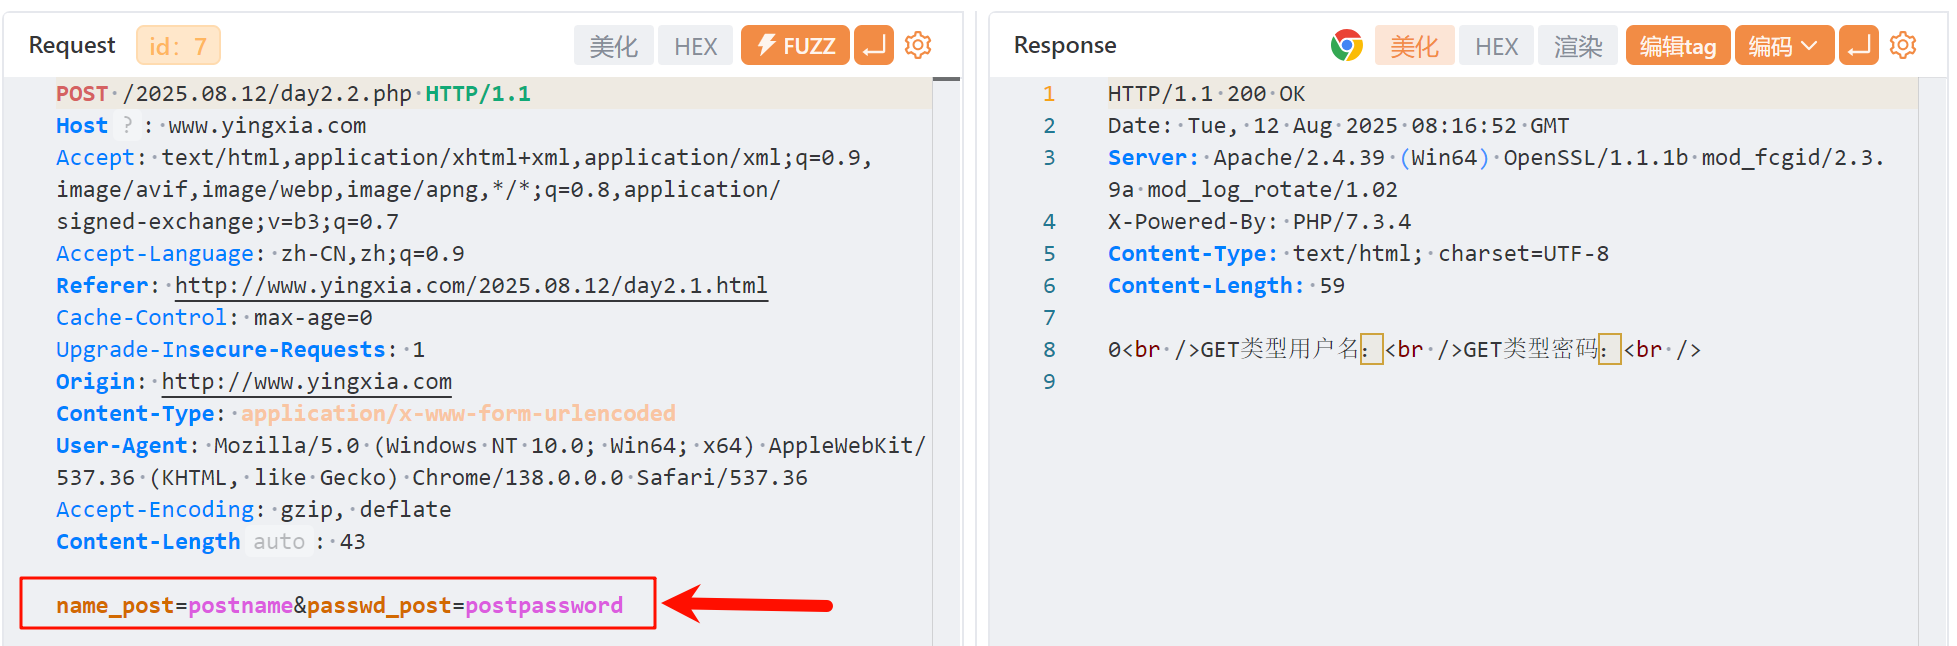 Request id: 7 美化 HEX FUZZ
POST /2025.08.12/day2.2.php HTTP/1.1
Host ? : www.yingxia.com
Accept: text/html,application/xhtml+xml,application/xml;q=0.9,
image/avif,image/webp,image/apng,*/*;q=0.8,application/
signed-exchange;v=b3;q=0.7
Accept-Language: zh-CN,zh;q=0.9
Referer: http://www.yingxia.com/2025.08.12/day2.1.html
Cache-Control: max-age=0
Upgrade-Insecure-Requests: 1
Origin: http://www.yingxia.com
Content-Type: application/x-www-form-urlencoded
User-Agent: Mozilla/5.0 (Windows NT 10.0; Win64; x64) AppleWebKit/
537.36 (KHTML, like Gecko) Chrome/138.0.0.0 Safari/537.36
Accept-Encoding: gzip, deflate
Content-Length auto : 43
name_post=postname&passwd_post=postpassword
Response 美化 HEX 渲染 编辑tag 编码
1 HTTP/1.1 200 OK
2 Date: Tue, 12 Aug 2025 08:16:52 GMT
3 Server: Apache/2.4.39 (Win64) OpenSSL/1.1.1b mod_fcgid/2.3.
9a mod_log_rotate/1.02
4 X-Powered-By: PHP/7.3.4
5 Content-Type: text/html; charset=UTF-8
6 Content-Length: 59
7
8 0<br />GET类型用户名：<br />GET类型密码：<br />
9